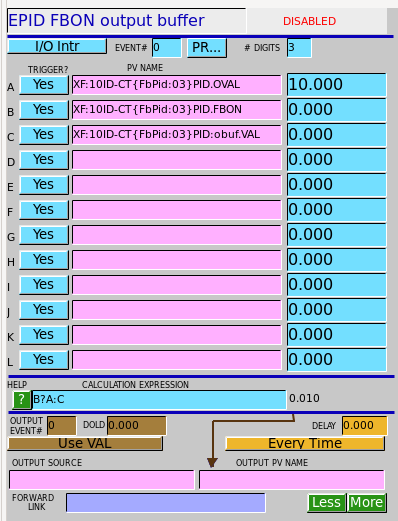 EPID FBON output buffer DISABLED
I/O Intr EVENT# 0 PR... # DIGITS 3
TRIGGER? PV NAME
A Yes XF:10ID-CT{FbPid:03}PID.OVAL 10.000
B Yes XF:10ID-CT{FbPid:03}PID.FBON 0.000
C Yes XF:10ID-CT{FbPid:03}PID:obuf.VAL 0.000
D Yes 0.000
E Yes 0.000
F Yes 0.000
G Yes 0.000
H Yes 0.000
I Yes 0.000
J Yes 0.000
K Yes 0.000
L Yes 0.000
HELP CALCULATION EXPRESSION
? B?A:C 0.010
OUTPUT EVENT# 0 DOLD 0.000 DELAY 0.000
Use VAL Every Time
OUTPUT SOURCE OUTPUT PV NAME
FORWARD LINK Less More